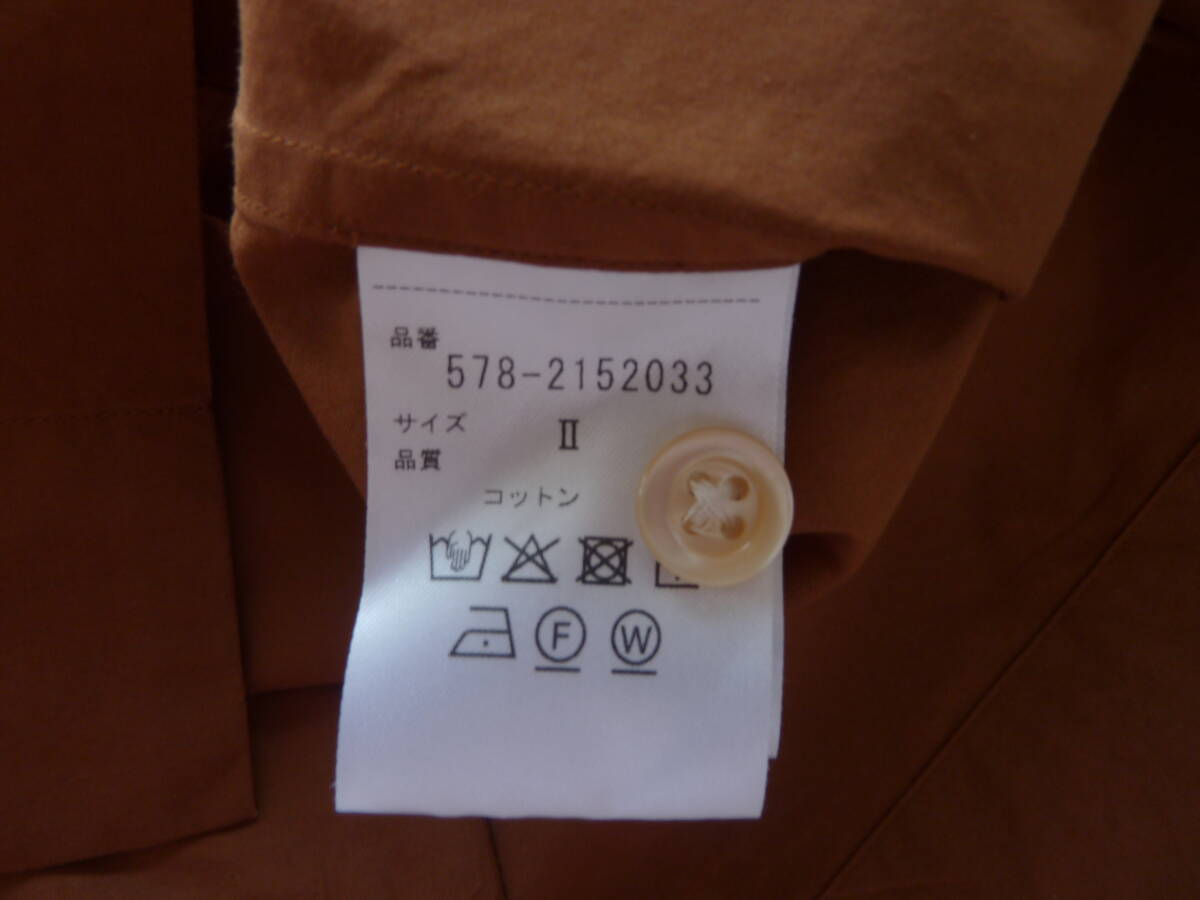 品番
578-2152033
サイズ Ⅱ
品質
コットン
F W